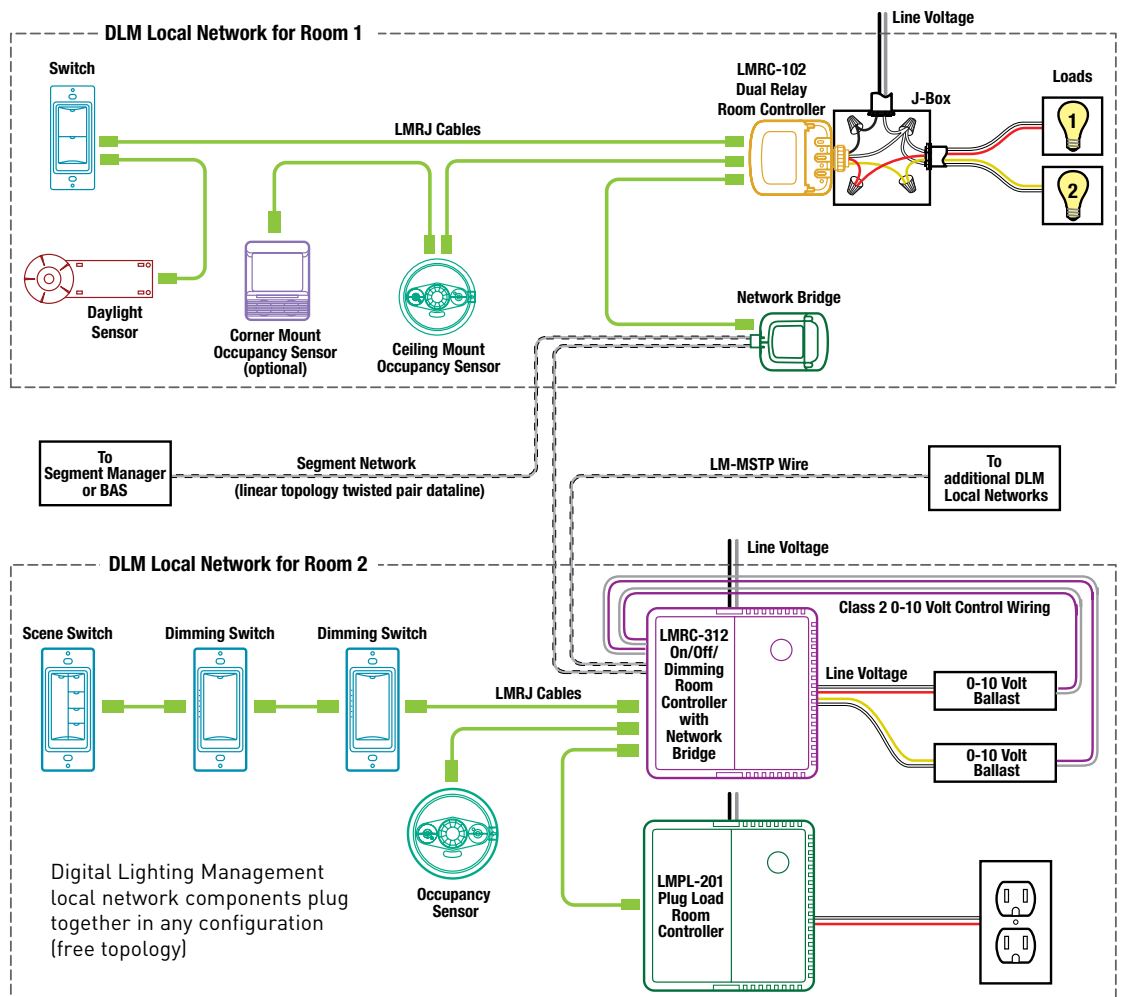 Line Voltage
DLM Local Network for Room 1
Switch
LMRC-102
Dual Relay
Room Controller
J-Box
Loads
LMRJ Cables
1
2
Daylight
Sensor
Corner Mount
Occupancy Sensor
(optional)
Ceiling Mount
Occupancy Sensor
Network Bridge
To
Segment Manager
or BAS
Segment Network
(linear topology twisted pair dataline)
LM-MSTP Wire
To
additional DLM
Local Networks
Line Voltage
DLM Local Network for Room 2
Class 2 0-10 Volt Control Wiring
Scene Switch
Dimming Switch
Dimming Switch
LMRJ Cables
LMRC-312
On/Off/
Dimming
Room
Controller
with
Network
Bridge
Line Voltage
0-10 Volt
Ballast
0-10 Volt
Ballast
Occupancy
Sensor
LMPL-201
Plug Load
Room
Controller
Digital Lighting Management
local network components plug
together in any configuration
(free topology)